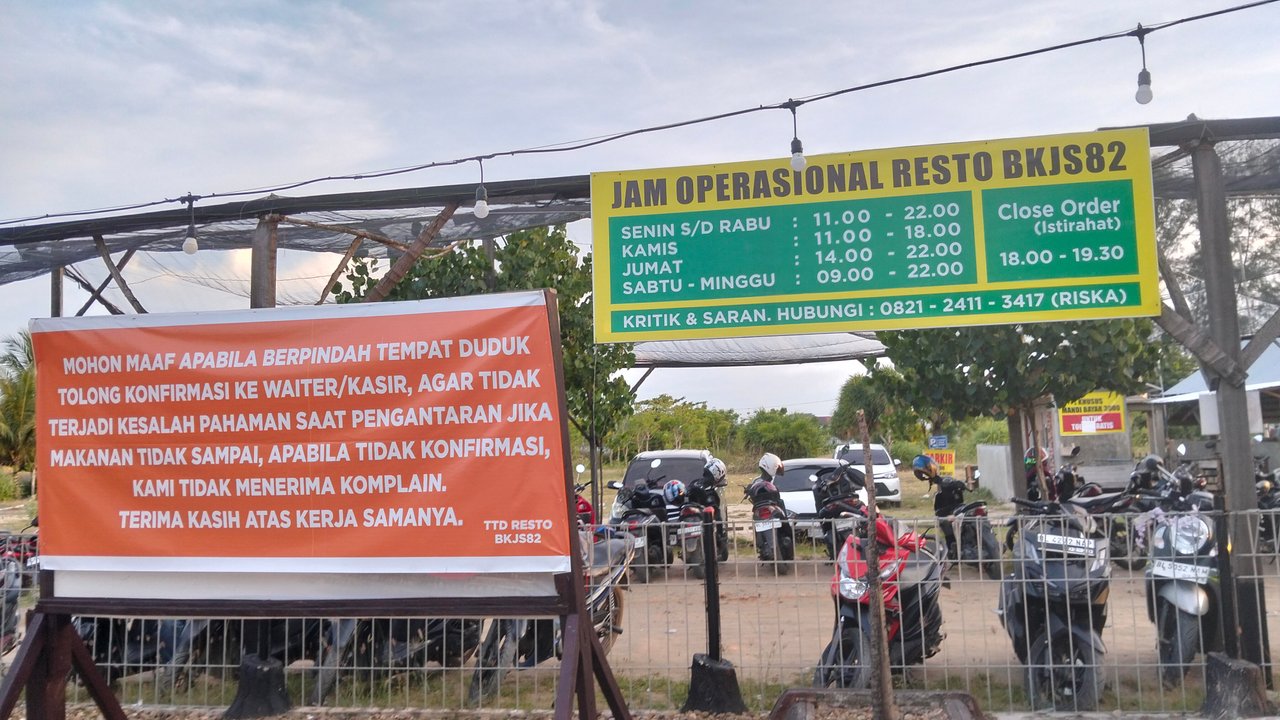 JAM OPERASIONAL RESTO BKJS82
SENIN S/D RABU : 11.00 - 22.00
KAMIS : 11.00 - 18.00
JUMAT : 14.00 - 22.00
SABTU - MINGGU : 09.00 - 22.00
Close Order
(Istirahat)
18.00 - 19.30
KRITIK & SARAN. HUBUNGI : 0821 - 2411 - 3417 (RISKA)
MOHON MAAF APABILA BERPINDAH TEMPAT DUDUK
TOLONG KONFIRMASI KE WAITER/KASIR, AGAR TIDAK
TERJADI KESALAH PAHAMAN SAAT PENGANTARAN JIKA
MAKANAN TIDAK SAMPAI, APABILA TIDAK KONFIRMASI,
KAMI TIDAK MENERIMA KOMPLAIN.
TERIMA KASIH ATAS KERJA SAMANYA.
TTD RESTO
BKJS82
KHUSUS
MANDI BAYAR
PARKIR